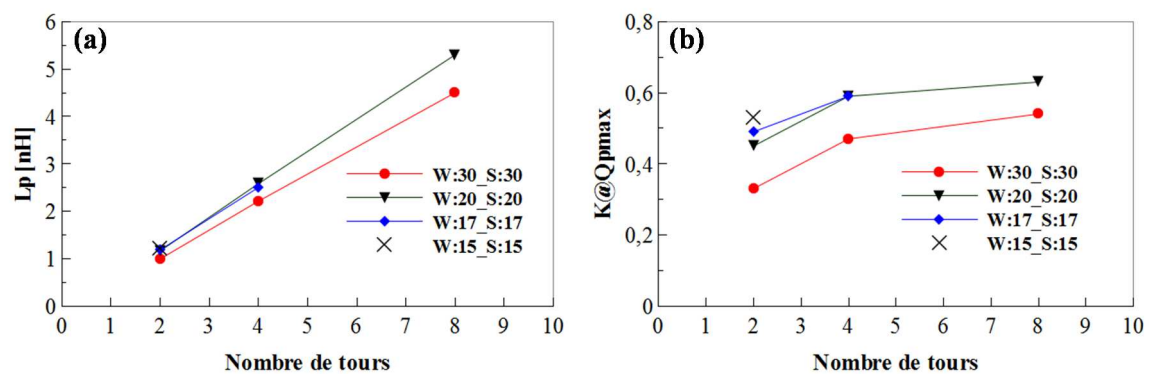 (a)
Lp [nH]
6
5
4
3
2
1
0
0 1 2 3 4 5 6 7 8 9 10
Nombre de tours
W:30_S:30
W:20_S:20
W:17_S:17
W:15_S:15
(b)
K@Qpmax
0,8
0,6
0,4
0,2
0
0 1 2 3 4 5 6 7 8 9 10
Nombre de tours
W:30_S:30
W:20_S:20
W:17_S:17
W:15_S:15